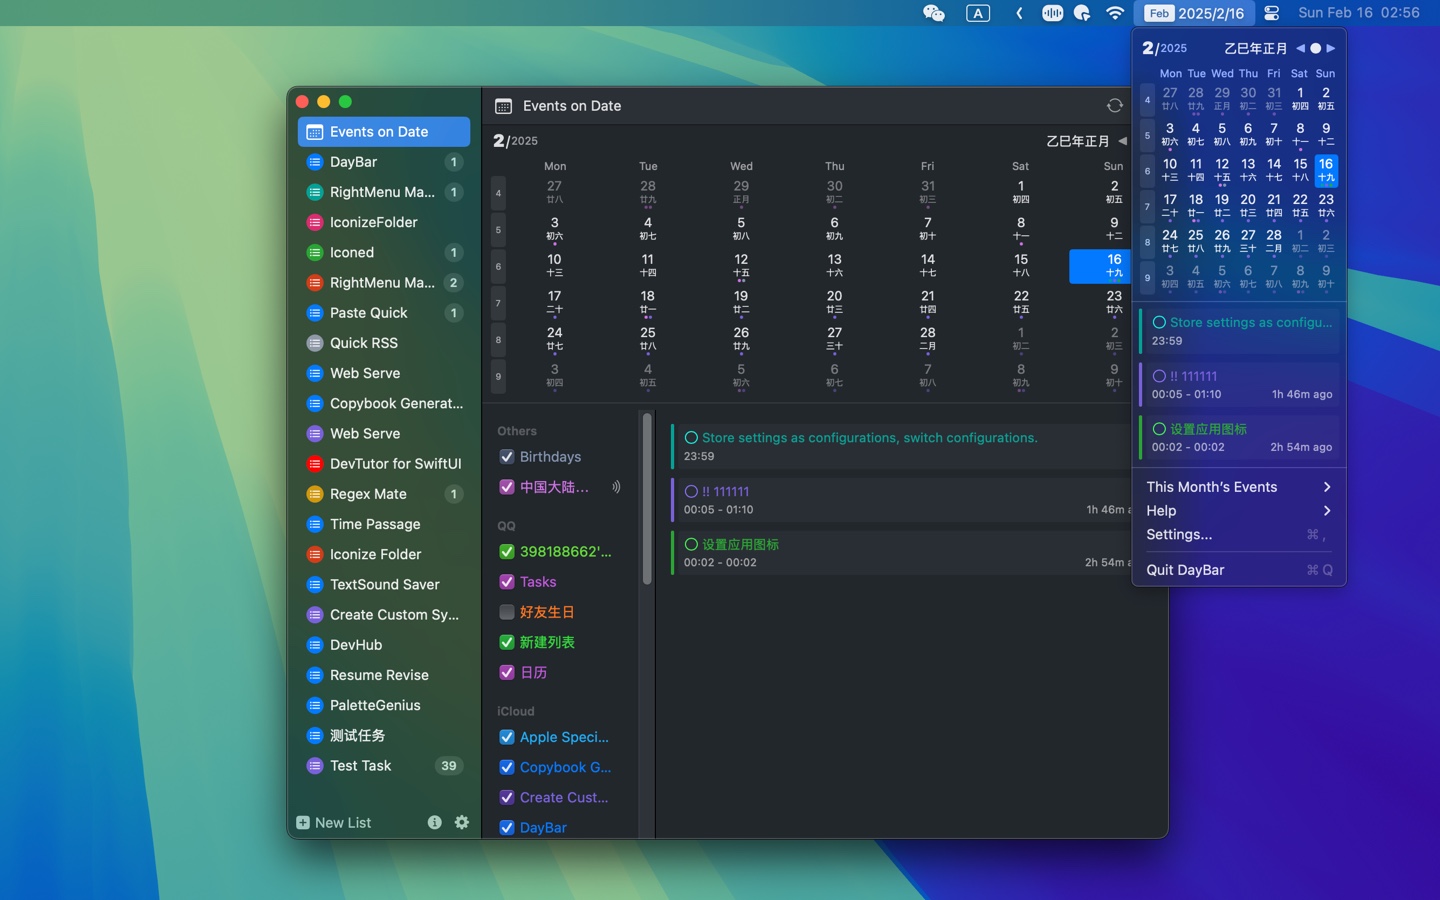 A
Feb 2025/2/16
Sun Feb 16 02:56
Events on Date
DayBar 1
RightMenu Ma... 1
IconizeFolder
Iconed 1
RightMenu Ma... 2
Paste Quick 1
Quick RSS
Web Serve
Copybook Generat...
Web Serve
DevTutor for SwiftUI
Regex Mate 1
Time Passage
Iconize Folder
TextSound Saver
Create Custom Sy...
DevHub
Resume Revise
PaletteGenius
测试任务
Test Task 39
New List
Events on Date
2/2025 乙巳年正月
Mon Tue Wed Thu Fri Sat Sun
4 27 28 29 30 31 1 2
廿八 廿九 正月 初二 初三 初四 初五
5 3 4 5 6 7 8 9
初六 初七 初八 初九 初十 十一 十二
6 10 11 12 13 14 15 16
十三 十四 十五 十六 十七 十八 十九
7 17 18 19 20 21 22 23
二十 廿一 廿二 廿三 廿四 廿五 廿六
8 24 25 26 27 28 1 2
廿七 廿八 廿九 三十 二月 初二 初三
9 3 4 5 6 7 8 9
初四 初五 初六 初七 初八 初九 初十
Others
Birthdays
中国大陆...
QQ
398188662'...
Tasks
好友生日
新建列表
日历
iCloud
Apple Speci...
Copybook G...
Create Cust...
DayBar
Store settings as configurations, switch configurations.
23:59
!! 111111
00:05 - 01:10 1h 46m a
设置应用图标
00:02 - 00:02 2h 54m a
2/2025 乙巳年正月
Mon Tue Wed Thu Fri Sat Sun
4 27 28 29 30 31 1 2
廿八 廿九 正月 初二 初三 初四 初五
5 3 4 5 6 7 8 9
初六 初七 初八 初九 初十 十一 十二
6 10 11 12 13 14 15 16
十三 十四 十五 十六 十七 十八 十九
7 17 18 19 20 21 22 23
二十 廿一 廿二 廿三 廿四 廿五 廿六
8 24 25 26 27 28 1 2
廿七 廿八 廿九 三十 二月 初二 初三
9 3 4 5 6 7 8 9
初四 初五 初六 初七 初八 初九 初十
Store settings as configu...
23:59
!! 111111
00:05 - 01:10 1h 46m ago
设置应用图标
00:02 - 00:02 2h 54m ago
This Month's Events
Help
Settings... ⌘ ,
Quit DayBar ⌘ Q